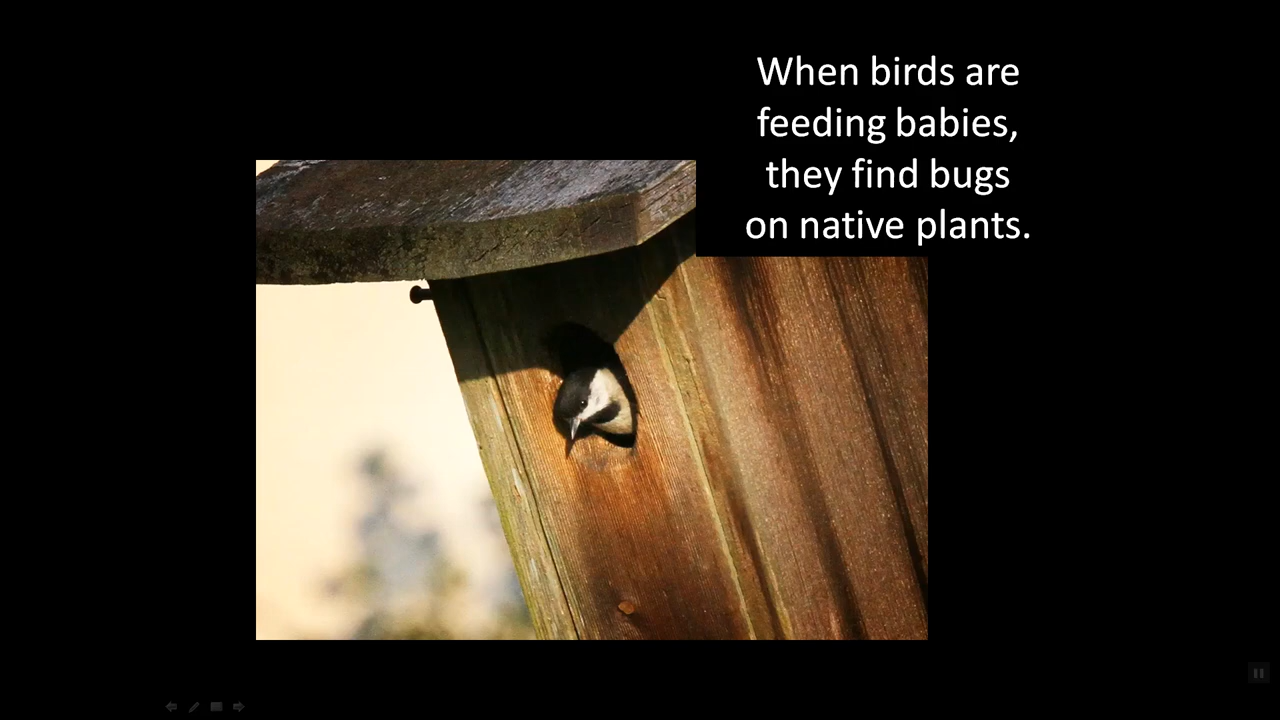 When birds are
feeding babies,
they find bugs
on native plants.